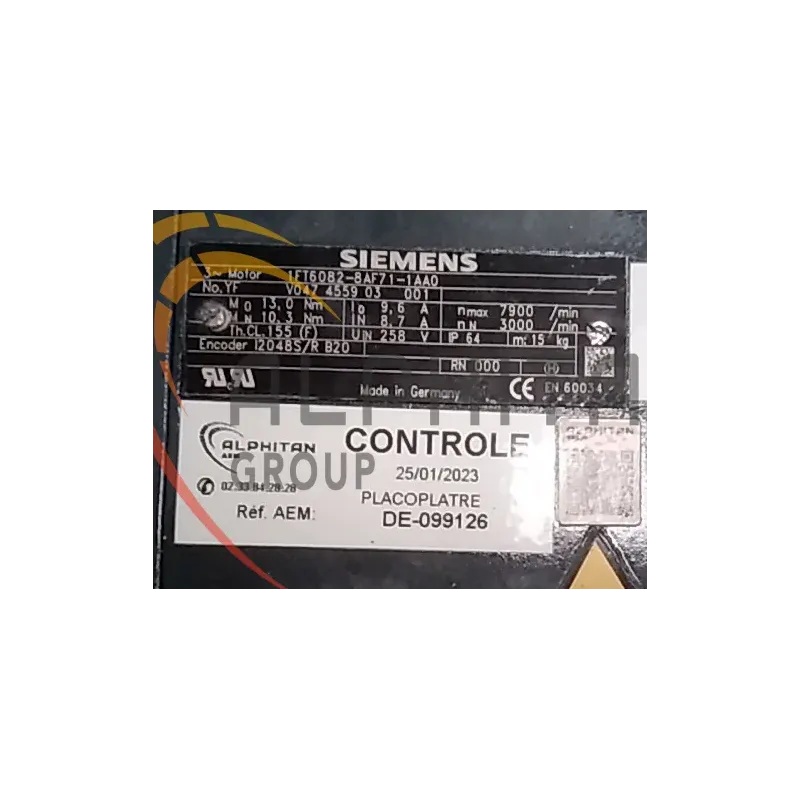 SIEMENS
3~ Motor 1FT6082-8AF71-1AA0
No. YF V047 4559 03 001
M0 13,0 Nm I0 9,6 A nmax 7900 /min
MN 10,3 Nm IN 8,7 A nN 3000 /min
Th.CL.155 (F) UIN 258 V IP 64 m: 15 kg
Encoder I2048S/R B20 RN 000
Made in Germany CE EN 60034
ALPHITAN
GROUP
ALPHITAN
AEM
CONTROLE
25/01/2023
02.33.84.28.28
PLACOPLATRE
Réf. AEM: DE-099126
ALPHITAN